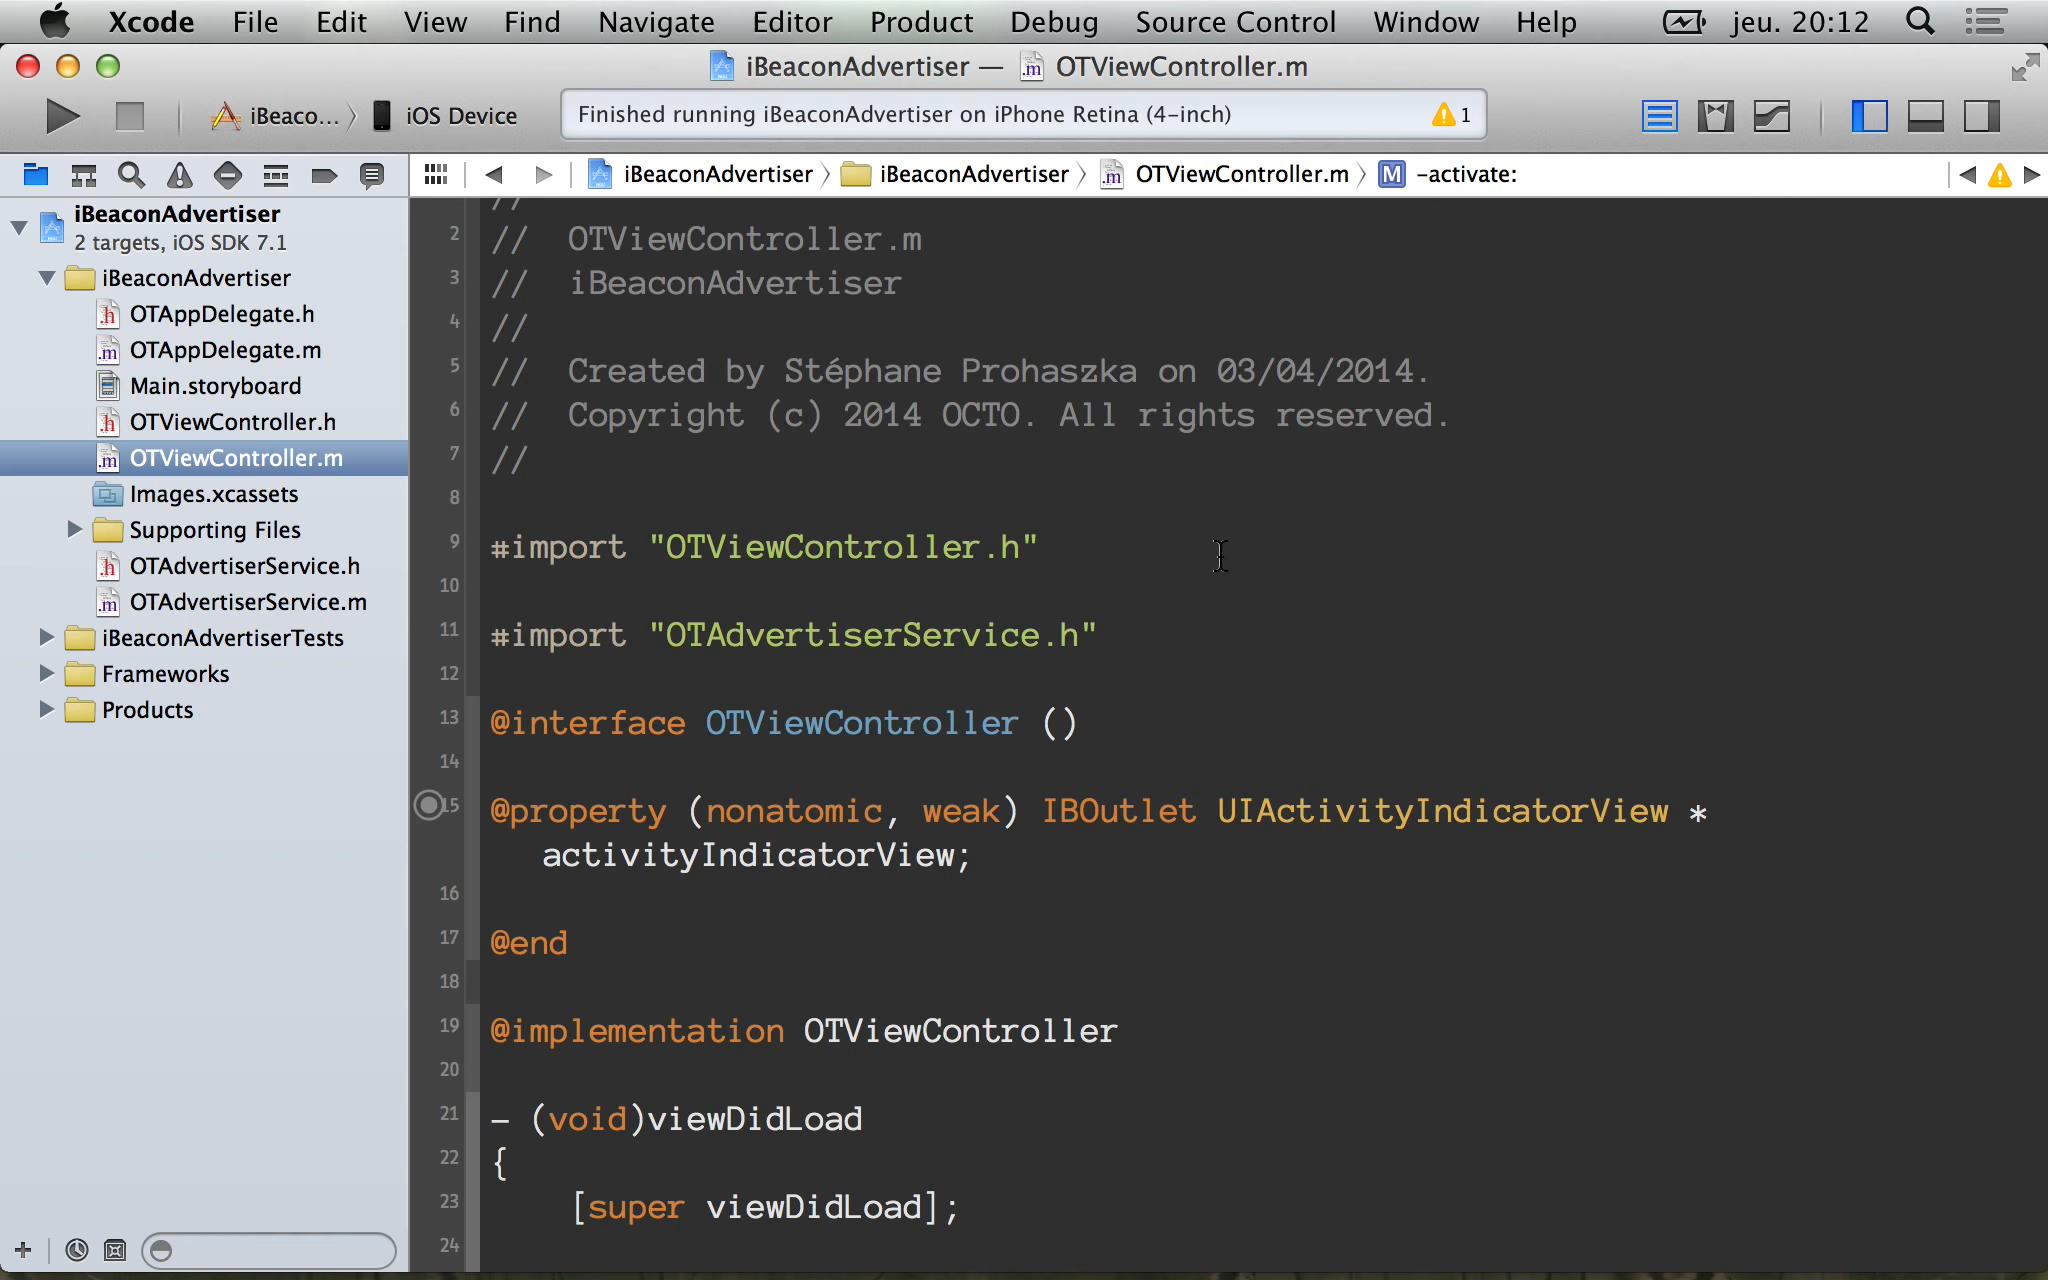 Xcode File Edit View Find Navigate Editor Product Debug Source Control Window Help jeu. 20:12
iBeaconAdvertiser — OTViewController.m
iBeaco... iOS Device Finished running iBeaconAdvertiser on iPhone Retina (4-inch) 1
iBeaconAdvertiser iBeaconAdvertiser OTViewController.m M -activate:
iBeaconAdvertiser
2 targets, iOS SDK 7.1
iBeaconAdvertiser
OTAppDelegate.h
OTAppDelegate.m
Main.storyboard
OTViewController.h
OTViewController.m
Images.xcassets
Supporting Files
OTAdvertiserService.h
OTAdvertiserService.m
iBeaconAdvertiserTests
Frameworks
Products
//
2 // OTViewController.m
3 // iBeaconAdvertiser
4 //
5 // Created by Stéphane Prohaszka on 03/04/2014.
6 // Copyright (c) 2014 OCTO. All rights reserved.
7 //
8
9 #import "OTViewController.h"
10
11 #import "OTAdvertiserService.h"
12
13 @interface OTViewController ()
14
15 @property (nonatomic, weak) IBOutlet UIActivityIndicatorView *
activityIndicatorView;
16
17 @end
18
19 @implementation OTViewController
20
21 - (void)viewDidLoad
22 {
23 [super viewDidLoad];
24